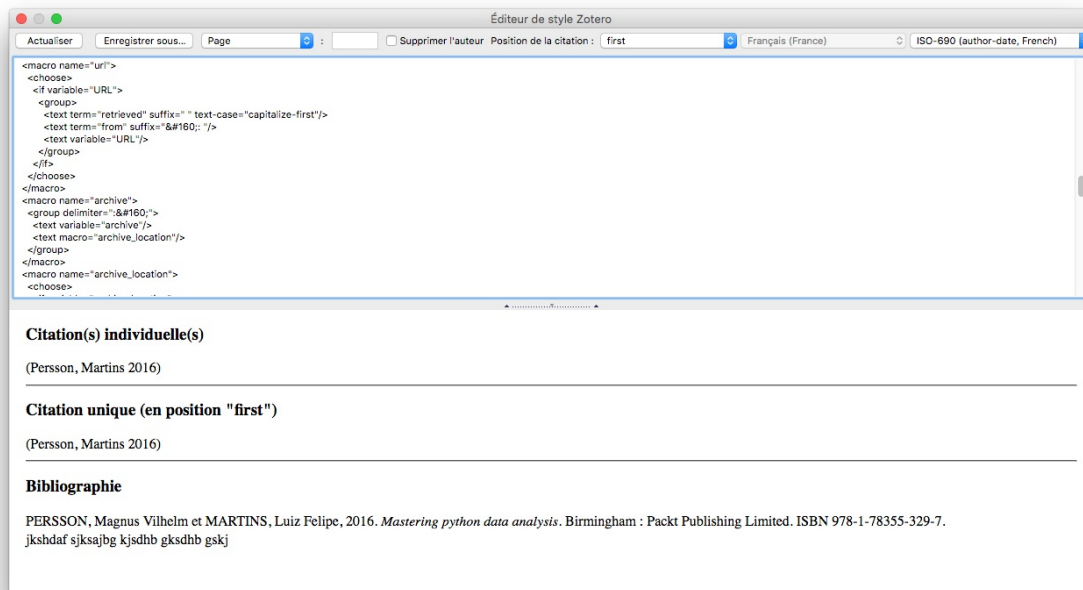 Éditeur de style Zotero
Actualiser Enregistrer sous... Page : Supprimer l'auteur Position de la citation : first Français (France) ISO-690 (author-date, French)
<macro name="url">
<choose>
<if variable="URL">
<group>
<text term="retrieved" suffix=" " text-case="capitalize-first"/>
<text term="from" suffix="&#160;: "/>
<text variable="URL"/>
</group>
</if>
</choose>
</macro>
<macro name="archive">
<group delimiter=":&#160;">
<text variable="archive"/>
<text macro="archive_location"/>
</group>
</macro>
<macro name="archive_location">
<choose>
Citation(s) individuelle(s)
(Persson, Martins 2016)
Citation unique (en position "first")
(Persson, Martins 2016)
Bibliographie
PERSSON, Magnus Vilhelm et MARTINS, Luiz Felipe, 2016. Mastering python data analysis. Birmingham : Packt Publishing Limited. ISBN 978-1-78355-329-7.
jkshdaf sjksajbg kjsdhb gksdhb gskj